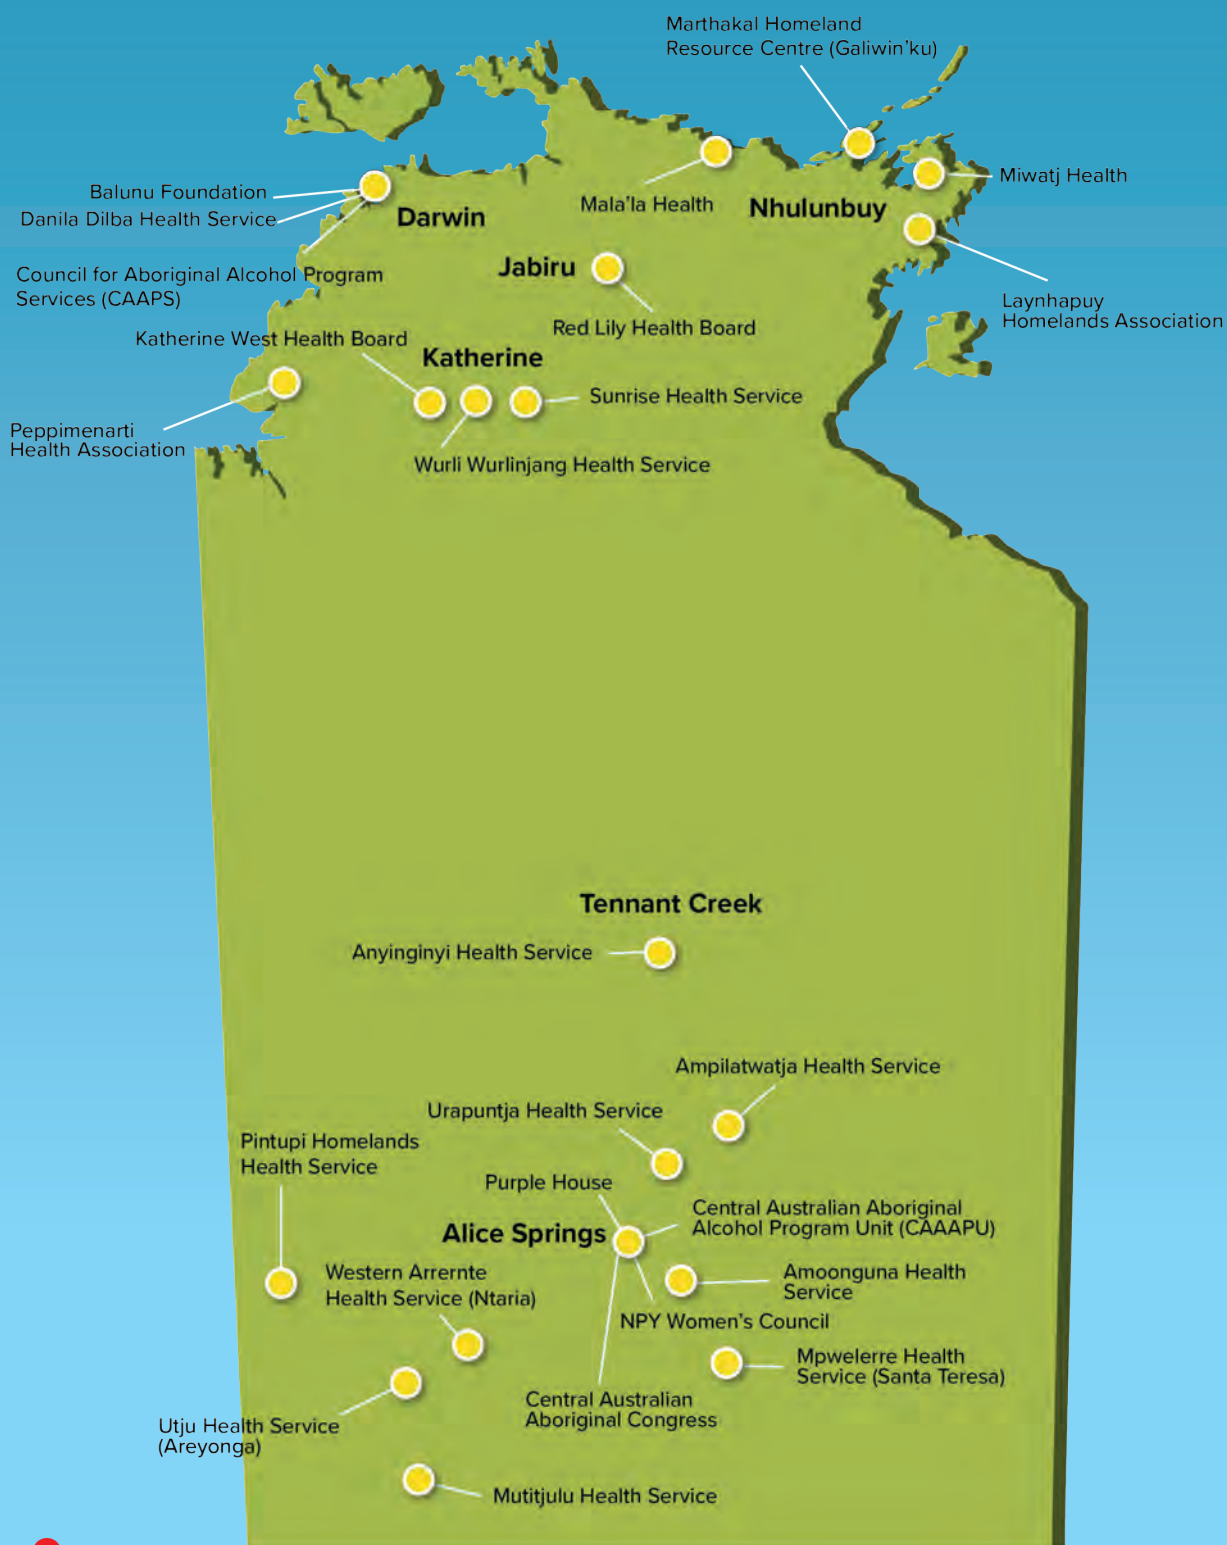 Marthakal Homeland
Resource Centre (Galiwin'ku)
Balunu Foundation
Danila Dilba Health Service
Darwin
Mala'la Health
Nhulunbuy
Miwatj Health
Council for Aboriginal Alcohol Program
Services (CAAPS)
Jabiru
Red Lily Health Board
Laynhapuy
Homelands Association
Katherine West Health Board
Katherine
Sunrise Health Service
Peppimenarti
Health Association
Wurli Wurlinjang Health Service
Tennant Creek
Anyinginyi Health Service
Ampilatwatja Health Service
Urapuntja Health Service
Pintupi Homelands
Health Service
Purple House
Central Australian Aboriginal
Alcohol Program Unit (CAAAPU)
Alice Springs
Western Arrernte
Health Service (Ntaria)
Amoonguna Health
Service
NPY Women's Council
Mpwelerre Health
Service (Santa Teresa)
Central Australian
Aboriginal Congress
Utju Health Service
(Areyonga)
Mutitjulu Health Service